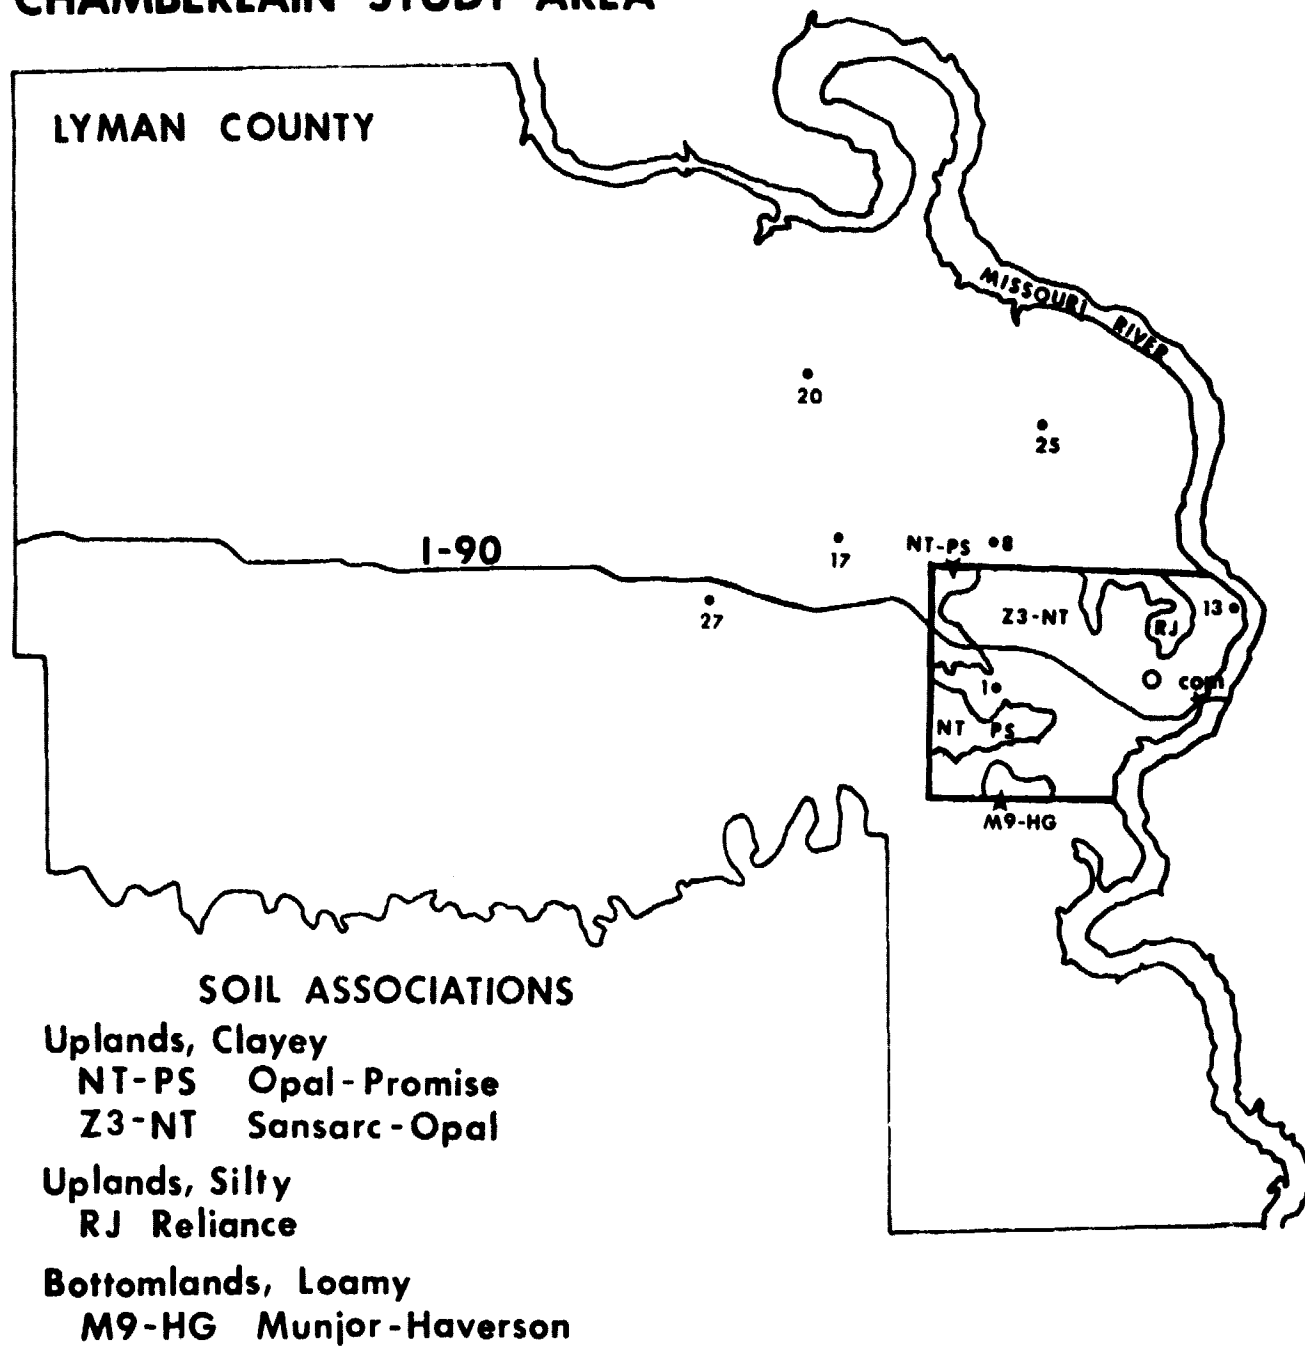 CHAMBERLAIN STUDY AREA
LYMAN COUNTY
MISSOURI RIVER
20
25
I-90
17
NT-PS
8
27
Z3-NT
RJ
13
1
com
NT PS
M9-HG
SOIL ASSOCIATIONS
Uplands, Clayey
NT-PS Opal-Promise
Z3-NT Sansarc-Opal
Uplands, Silty
RJ Reliance
Bottomlands, Loamy
M9-HG Munjor-Haverson